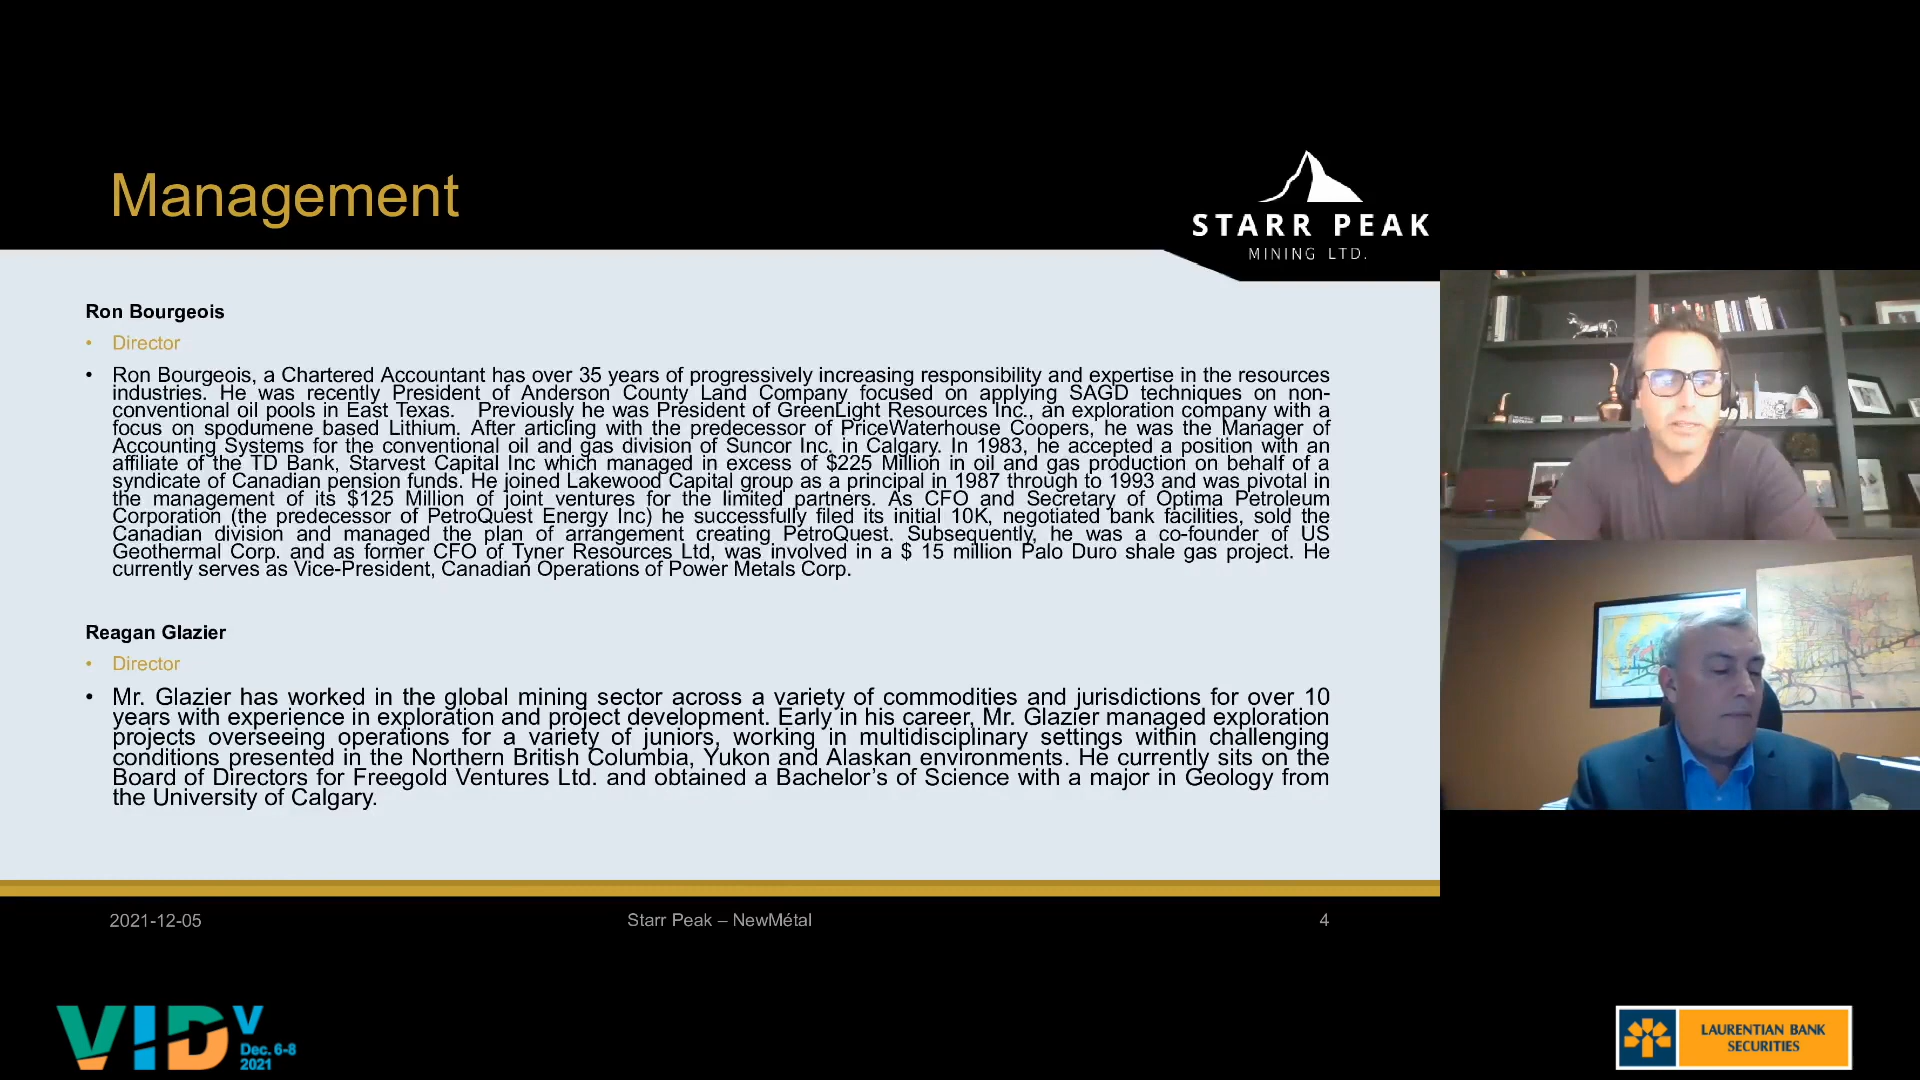 Management
STARR PEAK
MINING LTD.
Ron Bourgeois
• Director
• Ron Bourgeois, a Chartered Accountant has over 35 years of progressively increasing responsibility and expertise in the resources
industries. He was recently President of Anderson County Land Company focused on applying SAGD techniques on non-
conventional oil pools in East Texas. Previously he was President of GreenLight Resources Inc., an exploration company with a
focus on spodumene based Lithium. After articling with the predecessor of PriceWaterhouse Coopers, he was the Manager of
Accounting Systems for the conventional oil and gas division of Suncor Inc. in Calgary. In 1983, he accepted a position with an
affiliate of the TD Bank, Starvest Capital Inc which managed in excess of $225 Million in oil and gas production on behalf of a
syndicate of Canadian pension funds. He joined Lakewood Capital group as a principal in 1987 through to 1993 and was pivotal in
the management of its $125 Million of joint ventures for the limited partners. As CFO and Secretary of Optima Petroleum
Corporation (the predecessor of PetroQuest Energy Inc) he successfully filed its initial 10K, negotiated bank facilities, sold the
Canadian division and managed the plan of arrangement creating PetroQuest. Subsequently, he was a co-founder of US
Geothermal Corp. and as former CFO of Tyner Resources Ltd, was involved in a $ 15 million Palo Duro shale gas project. He
currently serves as Vice-President, Canadian Operations of Power Metals Corp.
Reagan Glazier
• Director
• Mr. Glazier has worked in the global mining sector across a variety of commodities and jurisdictions for over 10
years with experience in exploration and project development. Early in his career, Mr. Glazier managed exploration
projects overseeing operations for a variety of juniors, working in multidisciplinary settings within challenging
conditions presented in the Northern British Columbia, Yukon and Alaskan environments. He currently sits on the
Board of Directors for Freegold Ventures Ltd. and obtained a Bachelor's of Science with a major in Geology from
the University of Calgary.
2021-12-05
Starr Peak – NewMétal
4
VID V
Dec. 6-8
2021
LAURENTIAN BANK
SECURITIES